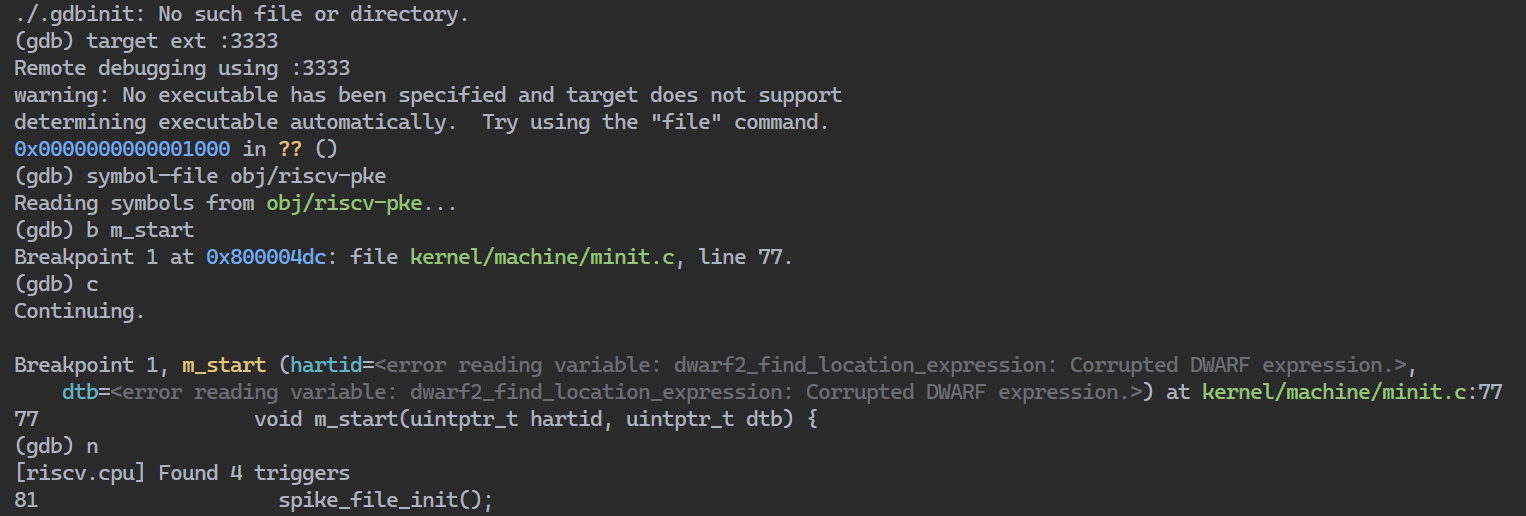 ./.gdbinit: No such file or directory.
(gdb) target ext :3333
Remote debugging using :3333
warning: No executable has been specified and target does not support
determining executable automatically.  Try using the "file" command.
0x0000000000001000 in ?? ()
(gdb) symbol-file obj/riscv-pke
Reading symbols from obj/riscv-pke...
(gdb) b m_start
Breakpoint 1 at 0x800004dc: file kernel/machine/minit.c, line 77.
(gdb) c
Continuing.

Breakpoint 1, m_start (hartid=<error reading variable: dwarf2_find_location_expression: Corrupted DWARF expression.>,
    dtb=<error reading variable: dwarf2_find_location_expression: Corrupted DWARF expression.>) at kernel/machine/minit.c:77
77                  void m_start(uintptr_t hartid, uintptr_t dtb) {
(gdb) n
[riscv.cpu] Found 4 triggers
81                    spike_file_init();